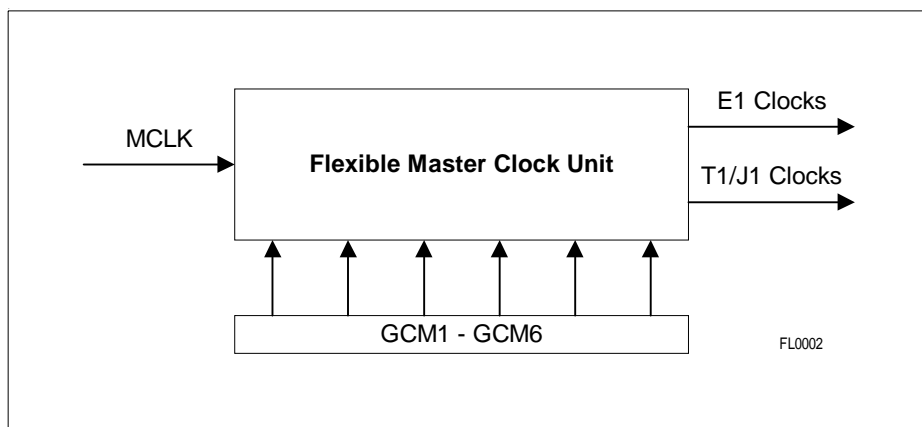 E1 Clocks
MCLK
Flexible Master Clock Unit
T1/J1 Clocks
GCM1 - GCM6
FL0002